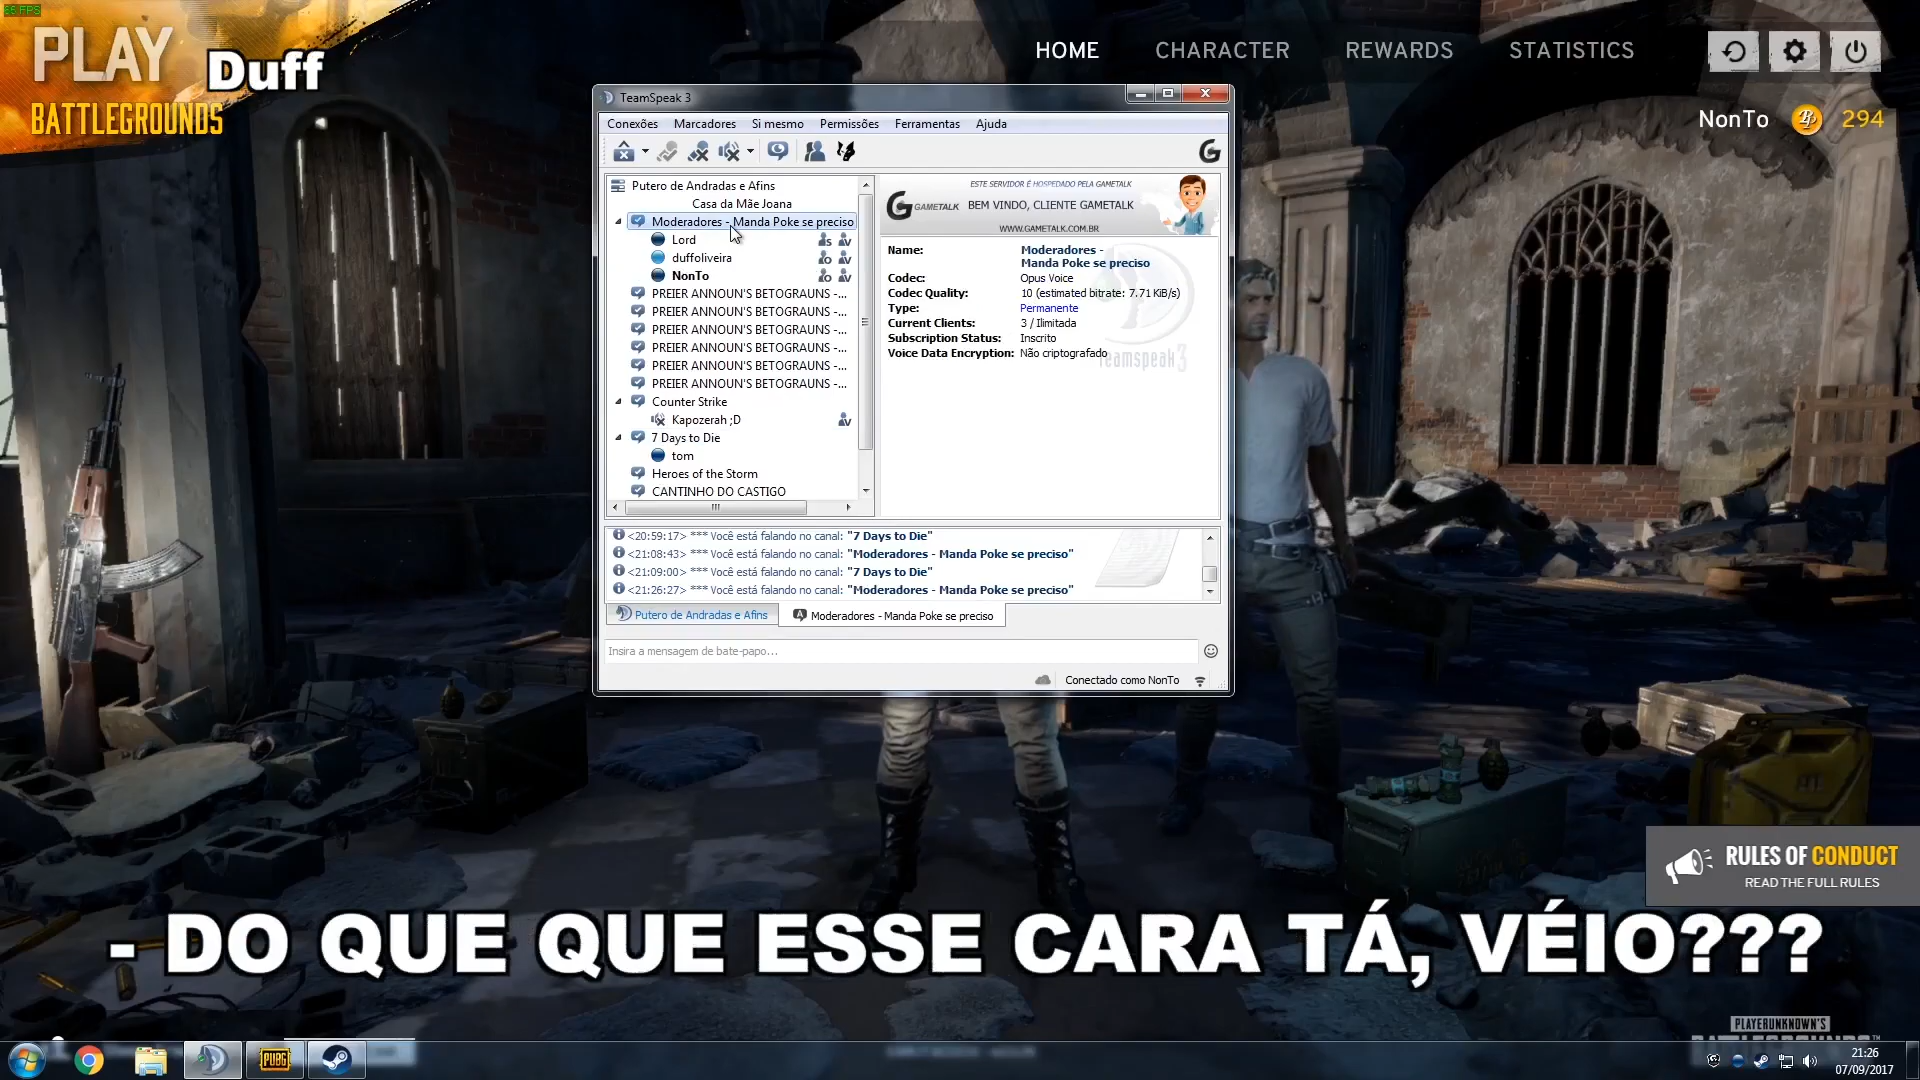 56 FPS
PLAY
BATTLEGROUNDS
Duff
HOME
CHARACTER
REWARDS
STATISTICS
NonTo
294
TeamSpeak 3
Conexões
Marcadores
Si mesmo
Permissões
Ferramentas
Ajuda
Putero de Andradas e Afins
Casa da Mãe Joana
Moderadores - Manda Poke se preciso
Lord
duffoliveira
NonTo
PREIER ANNOUN'S BETOGRAUNS -...
PREIER ANNOUN'S BETOGRAUNS -...
PREIER ANNOUN'S BETOGRAUNS -...
PREIER ANNOUN'S BETOGRAUNS -...
PREIER ANNOUN'S BETOGRAUNS -...
PREIER ANNOUN'S BETOGRAUNS -...
Counter Strike
Kapozerah ;D
7 Days to Die
tom
Heroes of the Storm
CANTINHO DO CASTIGO
ESTE SERVIDOR É HOSPEDADO PELA GAMETALK
GAMETALK
BEM VINDO, CLIENTE GAMETALK
WWW.GAMETALK.COM.BR
Name: Moderadores -
Manda Poke se preciso
Codec: Opus Voice
Codec Quality: 10 (estimated bitrate: 7.71 KiB/s)
Type: Permanente
Current Clients: 3 / Ilimitada
Subscription Status: Inscrito
Voice Data Encryption: Não criptografado
teamspeak 3
<20:59:17> *** Você está falando no canal: "7 Days to Die"
<21:08:43> *** Você está falando no canal: "Moderadores - Manda Poke se preciso"
<21:09:00> *** Você está falando no canal: "7 Days to Die"
<21:26:27> *** Você está falando no canal: "Moderadores - Manda Poke se preciso"
Putero de Andradas e Afins
Moderadores - Manda Poke se preciso
Insira a mensagem de bate-papo...
Conectado como NonTo
RULES OF CONDUCT
READ THE FULL RULES
- DO QUE QUE ESSE CARA TÁ, VÉIO???
PLAYERUNKNOWN'S
BATTLEGROUNDS
PUBG
21:26
07/09/2017